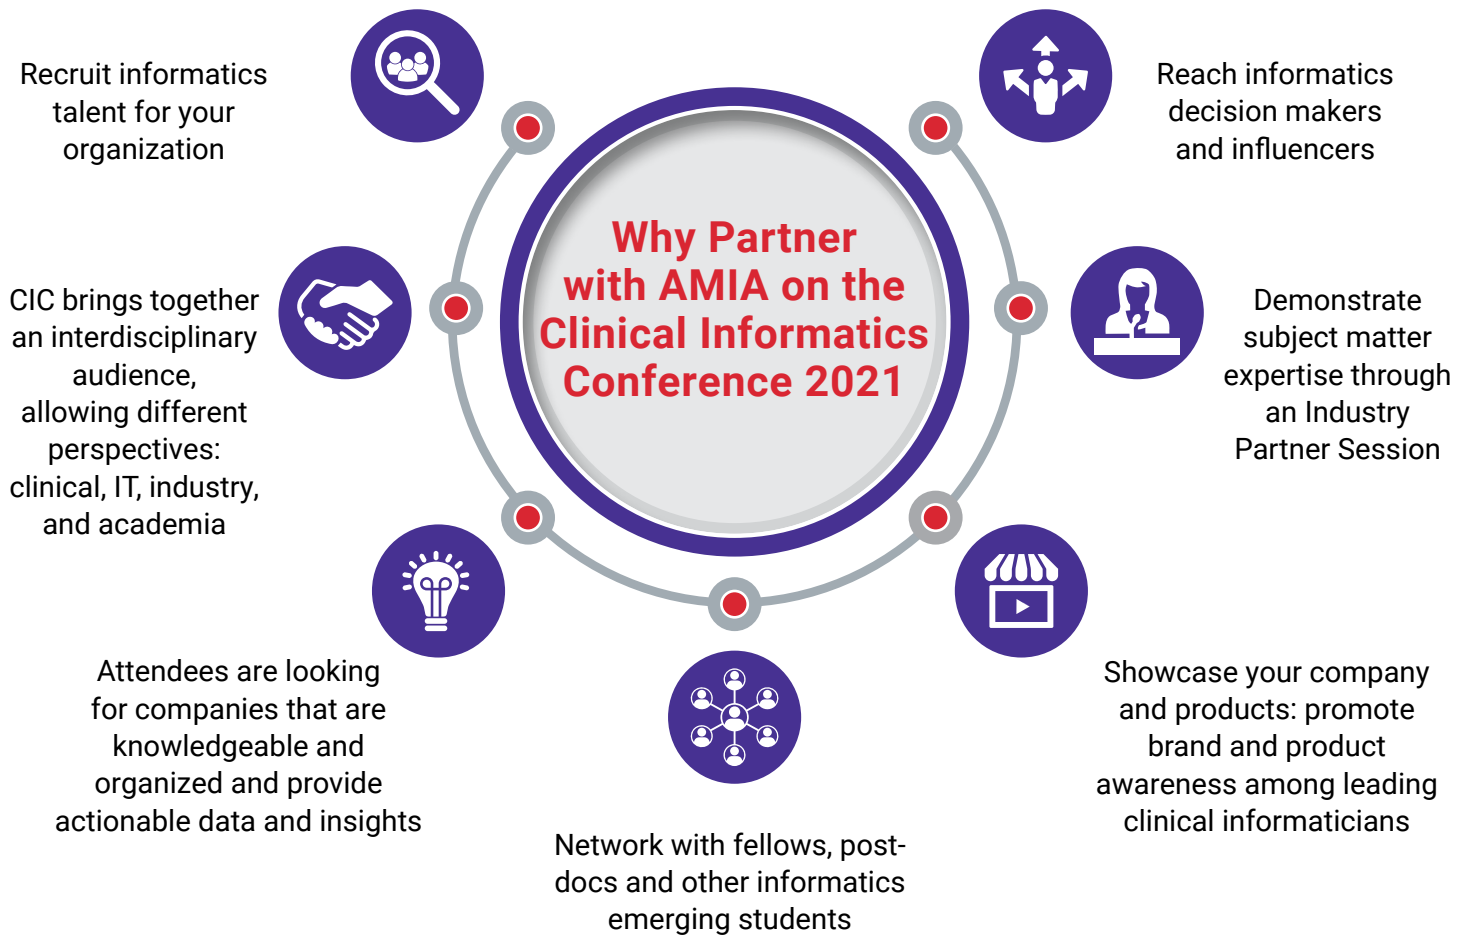 Why Partner
with AMIA on the
Clinical Informatics
Conference 2021
Reach informatics
decision makers
and influencers
Demonstrate
subject matter
expertise through
an Industry
Partner Session
Showcase your company
and products: promote
brand and product
awareness among leading
clinical informaticians
Network with fellows, post-
docs and other informatics
emerging students
Attendees are looking
for companies that are
knowledgeable and
organized and provide
actionable data and insights
CIC brings together
an interdisciplinary
audience,
allowing different
perspectives:
clinical, IT, industry,
and academia
Recruit informatics
talent for your
organization